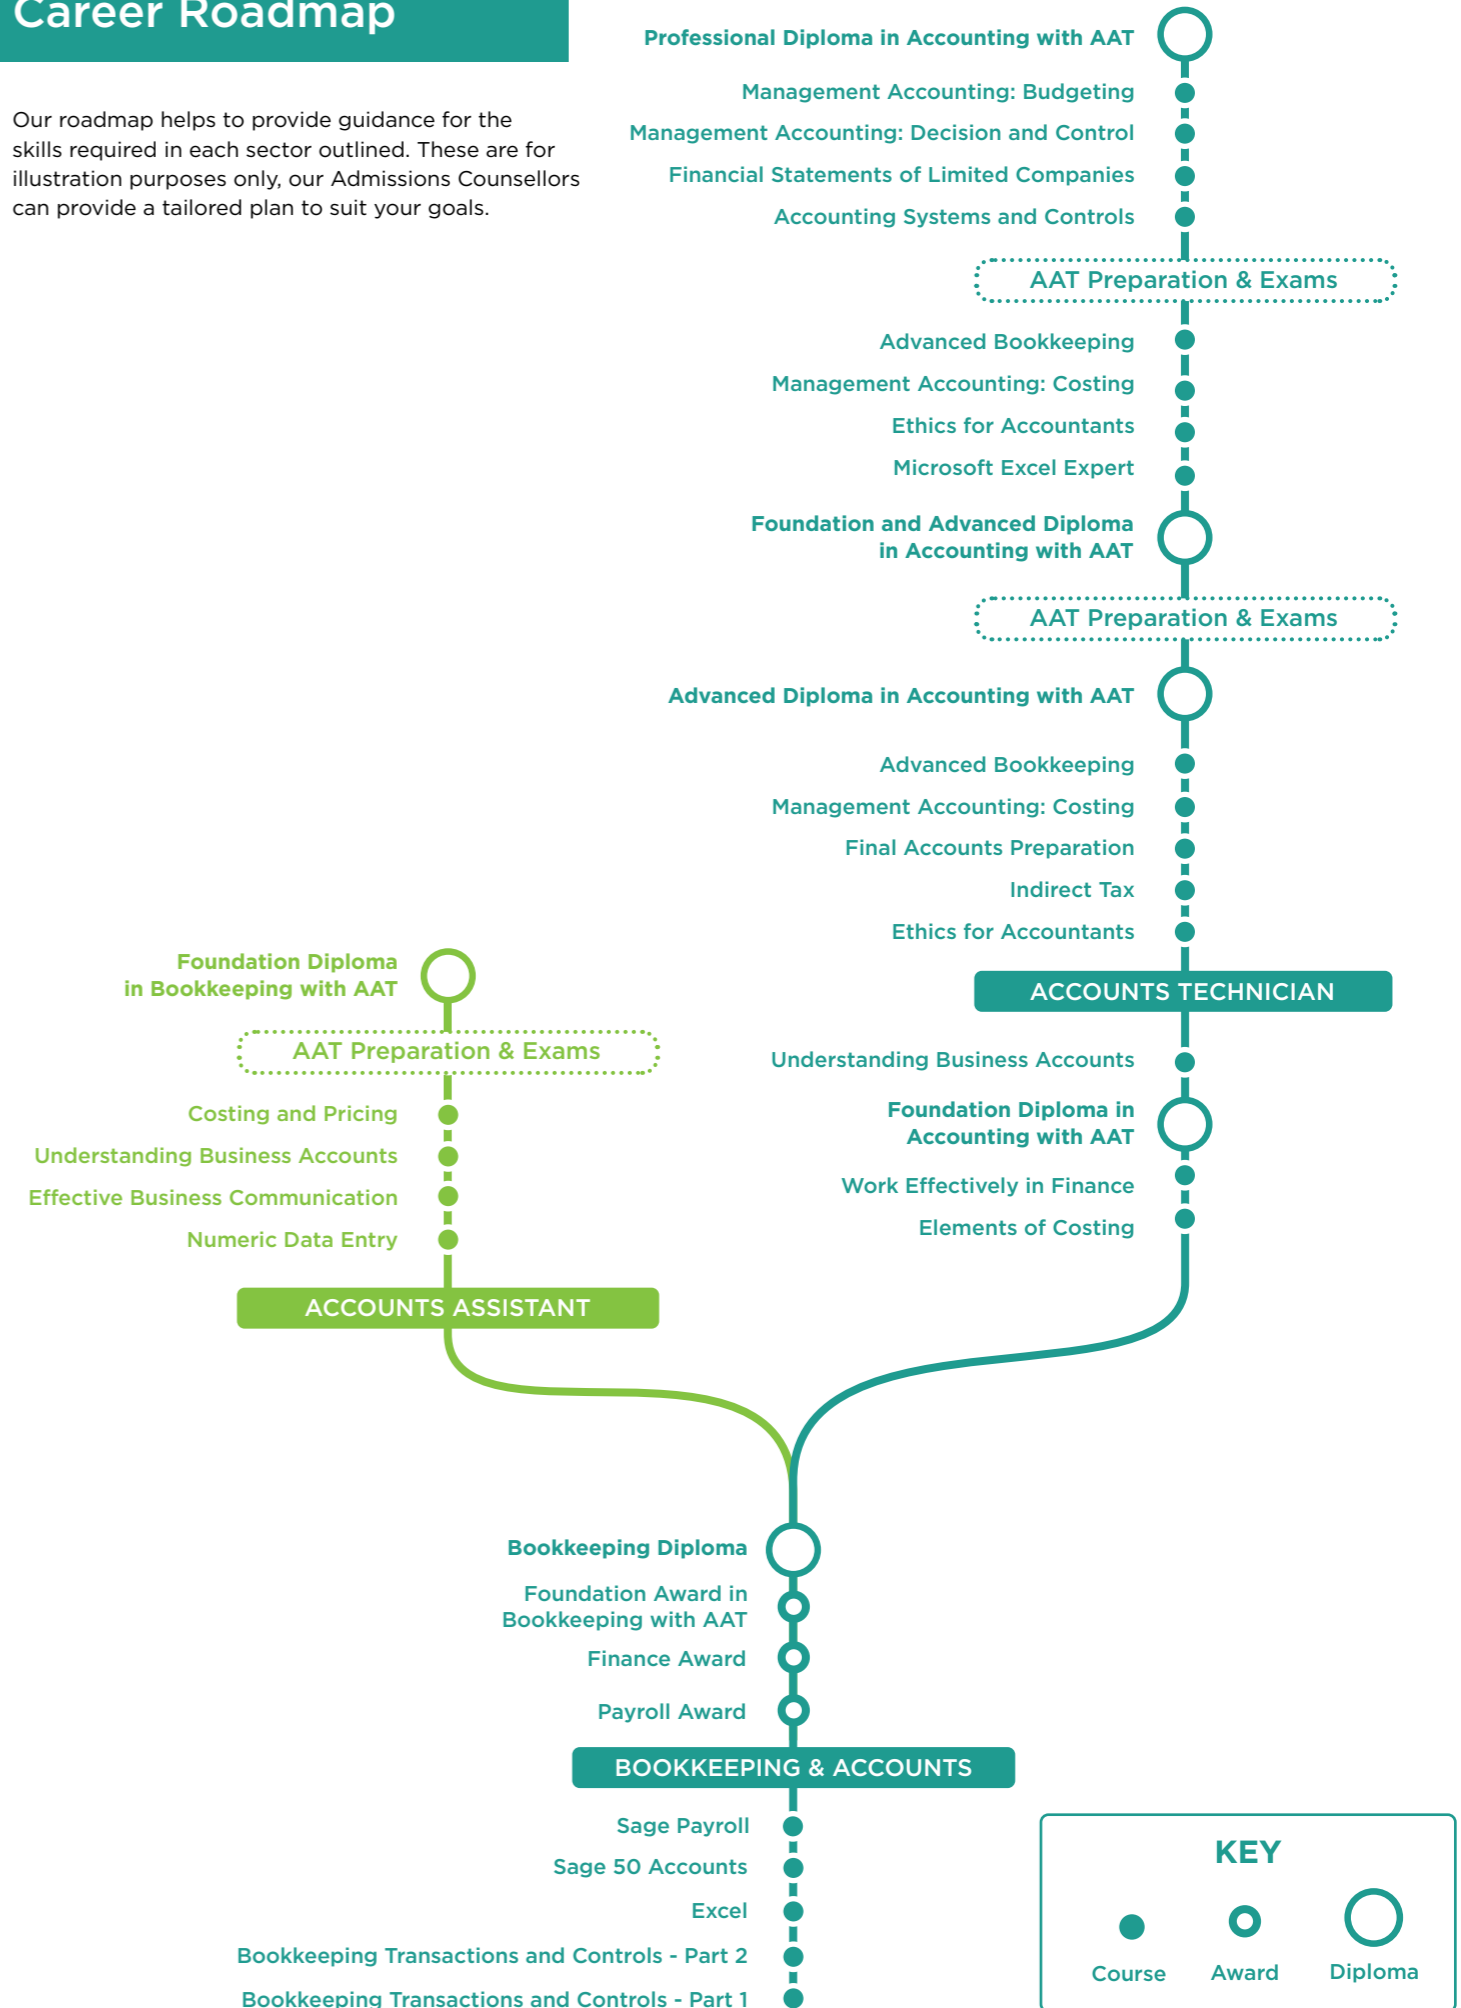 Career Roadmap
Our roadmap helps to provide guidance for the
skills required in each sector outlined. These are for
illustration purposes only, our Admissions Counsellors
can provide a tailored plan to suit your goals.
Professional Diploma in Accounting with AAT
Management Accounting: Budgeting
Management Accounting: Decision and Control
Financial Statements of Limited Companies
Accounting Systems and Controls
AAT Preparation & Exams
Advanced Bookkeeping
Management Accounting: Costing
Ethics for Accountants
Microsoft Excel Expert
Foundation and Advanced Diploma
in Accounting with AAT
AAT Preparation & Exams
Advanced Diploma in Accounting with AAT
Advanced Bookkeeping
Management Accounting: Costing
Final Accounts Preparation
Indirect Tax
Ethics for Accountants
ACCOUNTS TECHNICIAN
Understanding Business Accounts
Foundation Diploma in
Accounting with AAT
Work Effectively in Finance
Elements of Costing
Foundation Diploma
in Bookkeeping with AAT
AAT Preparation & Exams
Costing and Pricing
Understanding Business Accounts
Effective Business Communication
Numeric Data Entry
ACCOUNTS ASSISTANT
Bookkeeping Diploma
Foundation Award in
Bookkeeping with AAT
Finance Award
Payroll Award
BOOKKEEPING & ACCOUNTS
Sage Payroll
Sage 50 Accounts
Excel
Bookkeeping Transactions and Controls - Part 2
Bookkeeping Transactions and Controls - Part 1
KEY
Course
Award
Diploma